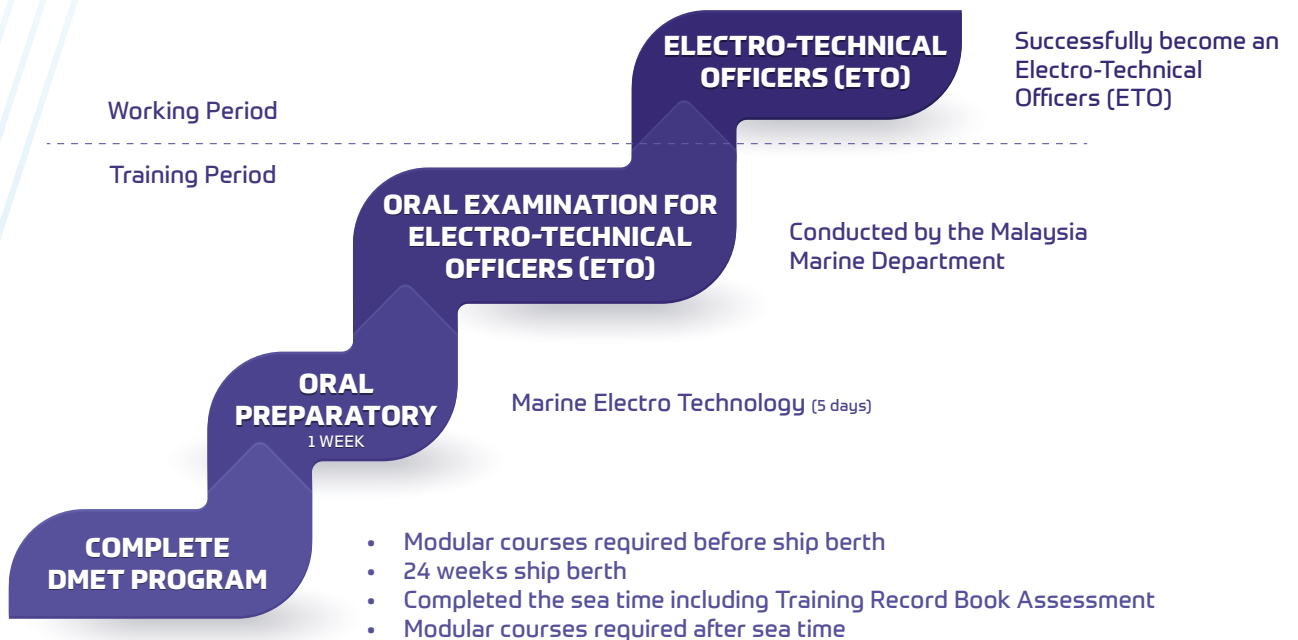 ELECTRO-TECHNICAL
OFFICERS (ETO)
Successfully become an
Electro-Technical
Officers (ETO)
Working Period
Training Period
ORAL EXAMINATION FOR
ELECTRO-TECHNICAL
OFFICERS (ETO)
Conducted by the Malaysia
Marine Department
ORAL
PREPARATORY
1 WEEK
Marine Electro Technology (5 days)
COMPLETE
DMET PROGRAM
• Modular courses required before ship berth
• 24 weeks ship berth
• Completed the sea time including Training Record Book Assessment
• Modular courses required after sea time